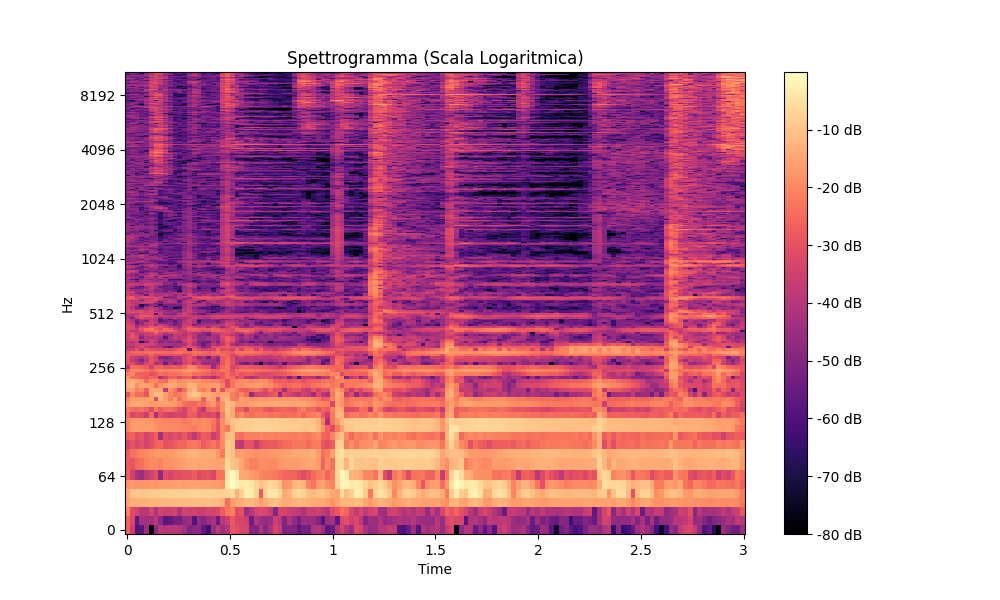 Spettrogramma (Scala Logaritmica)
Hz
8192
4096
2048
1024
512
256
128
64
0
0 0.5 1 1.5 2 2.5 3
Time
-10 dB
-20 dB
-30 dB
-40 dB
-50 dB
-60 dB
-70 dB
-80 dB